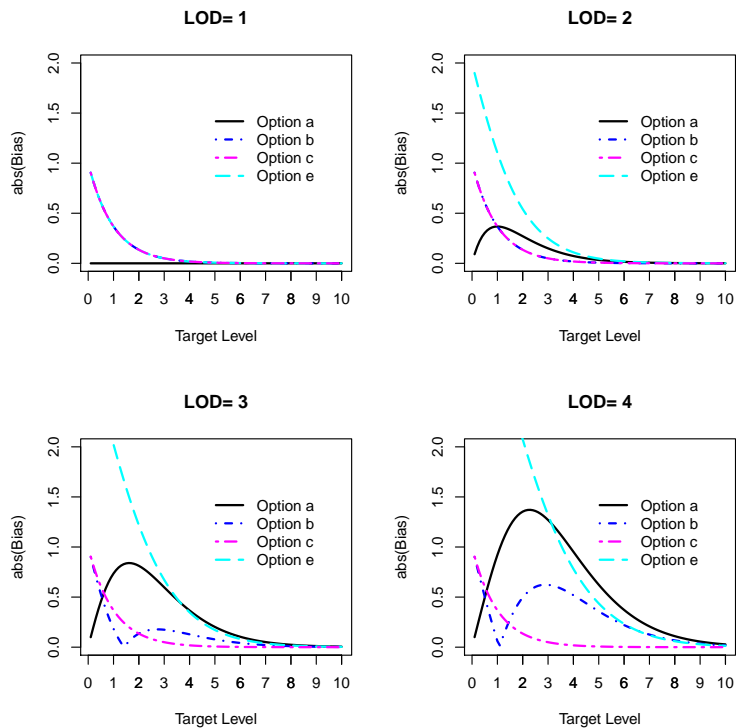 LOD= 1
abs(Bias)
2.0
1.5
1.0
0.5
0.0
Option a
Option b
Option c
Option e
0 1 2 3 4 5 6 7 8 9 10
Target Level
LOD= 2
abs(Bias)
2.0
1.5
1.0
0.5
0.0
Option a
Option b
Option c
Option e
0 1 2 3 4 5 6 7 8 9 10
Target Level
LOD= 3
abs(Bias)
2.0
1.5
1.0
0.5
0.0
Option a
Option b
Option c
Option e
0 1 2 3 4 5 6 7 8 9 10
Target Level
LOD= 4
abs(Bias)
2.0
1.5
1.0
0.5
0.0
Option a
Option b
Option c
Option e
0 1 2 3 4 5 6 7 8 9 10
Target Level